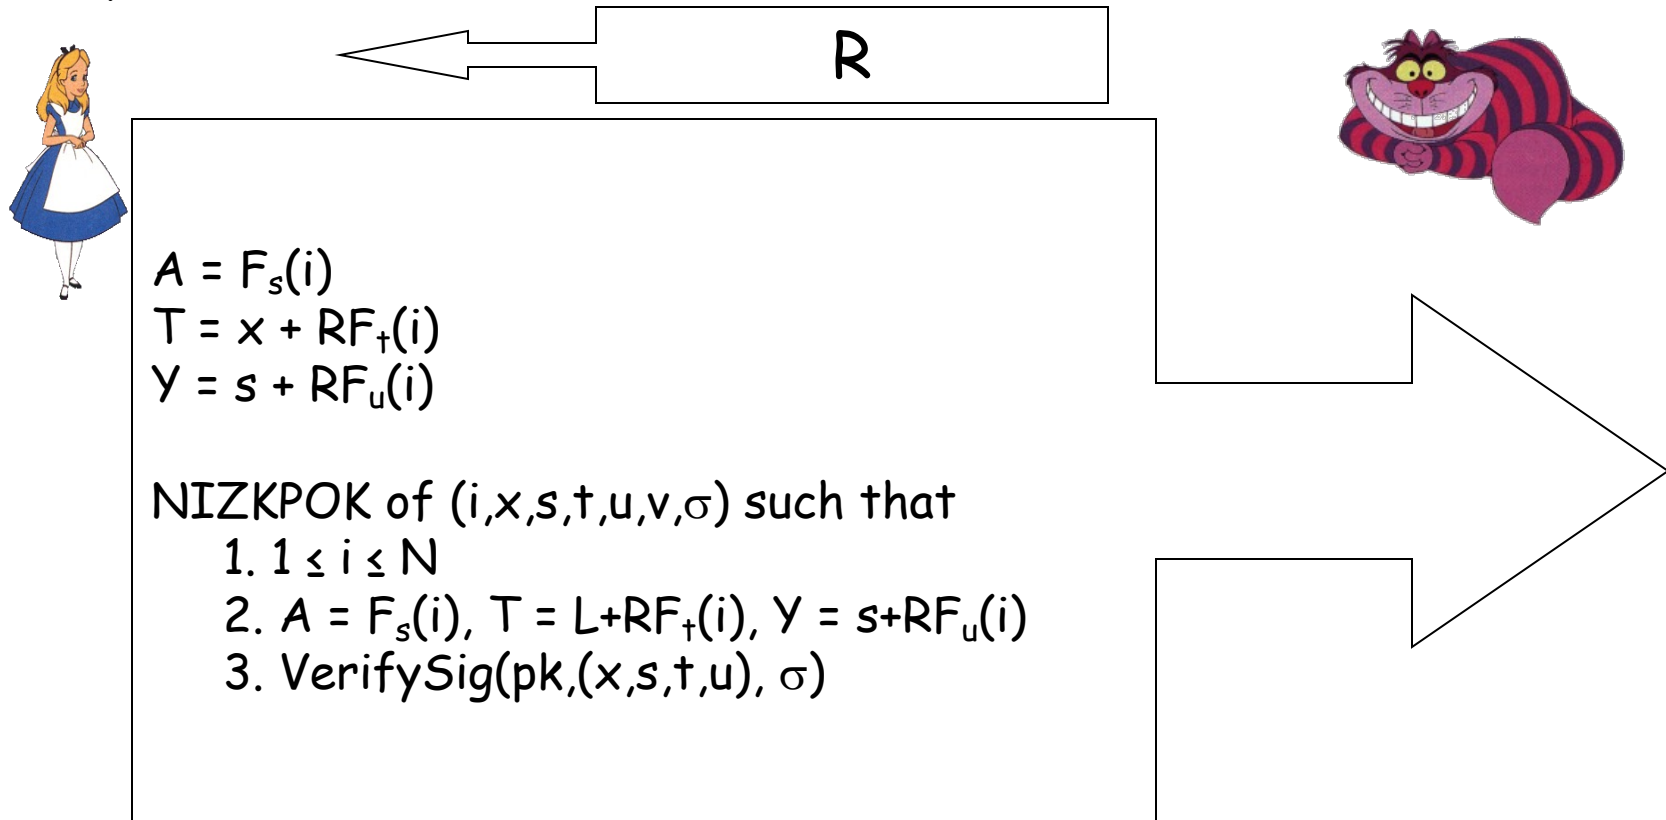 R
A = Fₛ(i)
T = x + RFₜ(i)
Y = s + RFᵤ(i)
NIZKPOK of (i,x,s,t,u,v,σ) such that
1. 1 ≤ i ≤ N
2. A = Fₛ(i), T = L+RFₜ(i), Y = s+RFᵤ(i)
3. VerifySig(pk,(x,s,t,u), σ)